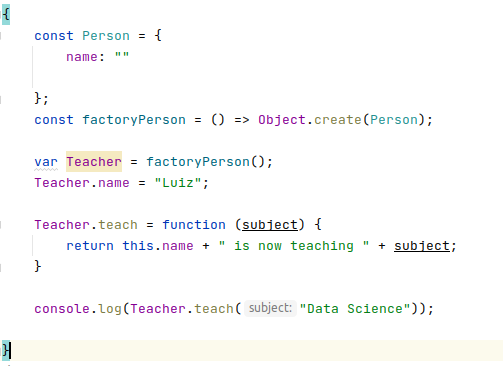 {
    const Person = {
        name: ""
    };
    const factoryPerson = () => Object.create(Person);
    var Teacher = factoryPerson();
    Teacher.name = "Luiz";
    Teacher.teach = function (subject) {
        return this.name + " is now teaching " + subject;
    }
    console.log(Teacher.teach( subject: "Data Science"));
}